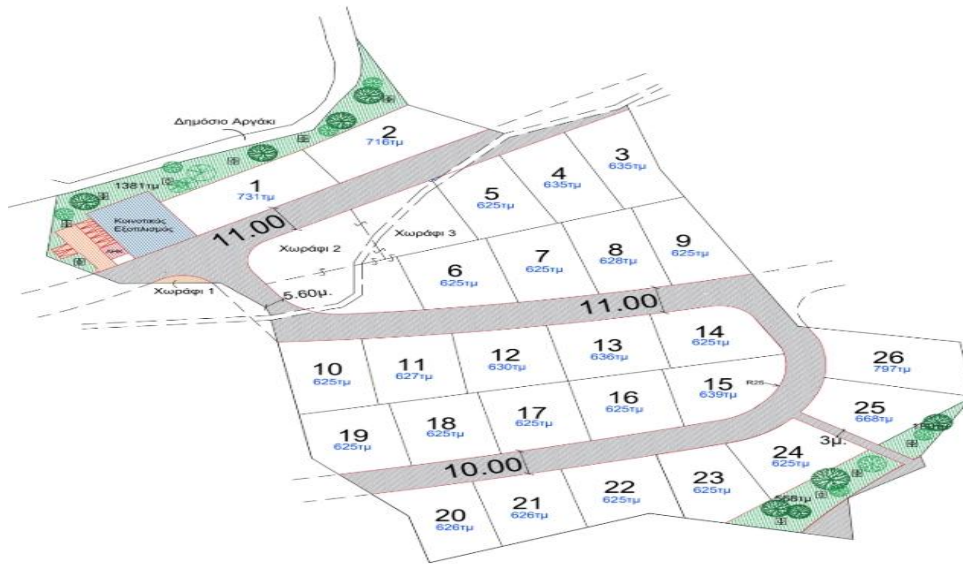 Δημόσιο Αργάκι
2
716τμ
3
635τμ
4
635τμ
5
625τμ
1
731τμ
1381τμ
Κοινοτικός
Εξοπλισμός
ΑΗΚ
11.00
Χωράφι 2
Χωράφι 3
Χωράφι 1
5.60μ.
6
625τμ
7
625τμ
8
628τμ
9
625τμ
11.00
10
625τμ
11
627τμ
12
630τμ
13
636τμ
14
625τμ
26
797τμ
15
639τμ
R25
16
625τμ
17
625τμ
18
625τμ
19
625τμ
25
668τμ
3μ.
24
625τμ
568τμ
10.00
20
626τμ
21
626τμ
22
625τμ
23
625τμ